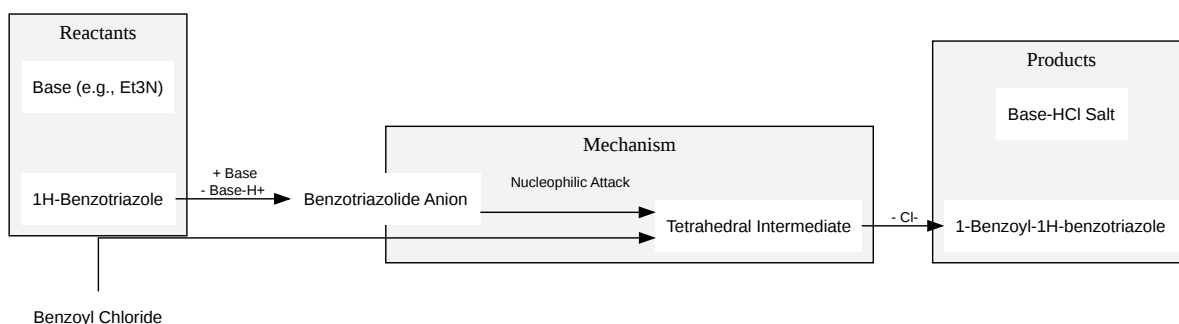 Reactants
Base (e.g., Et3N)
1H-Benzotriazole
+ Base
- Base-H+
Benzotriazolide Anion
Mechanism
Nucleophilic Attack
Tetrahedral Intermediate
- Cl-
Products
Base-HCl Salt
1-Benzoyl-1H-benzotriazole
Benzoyl Chloride